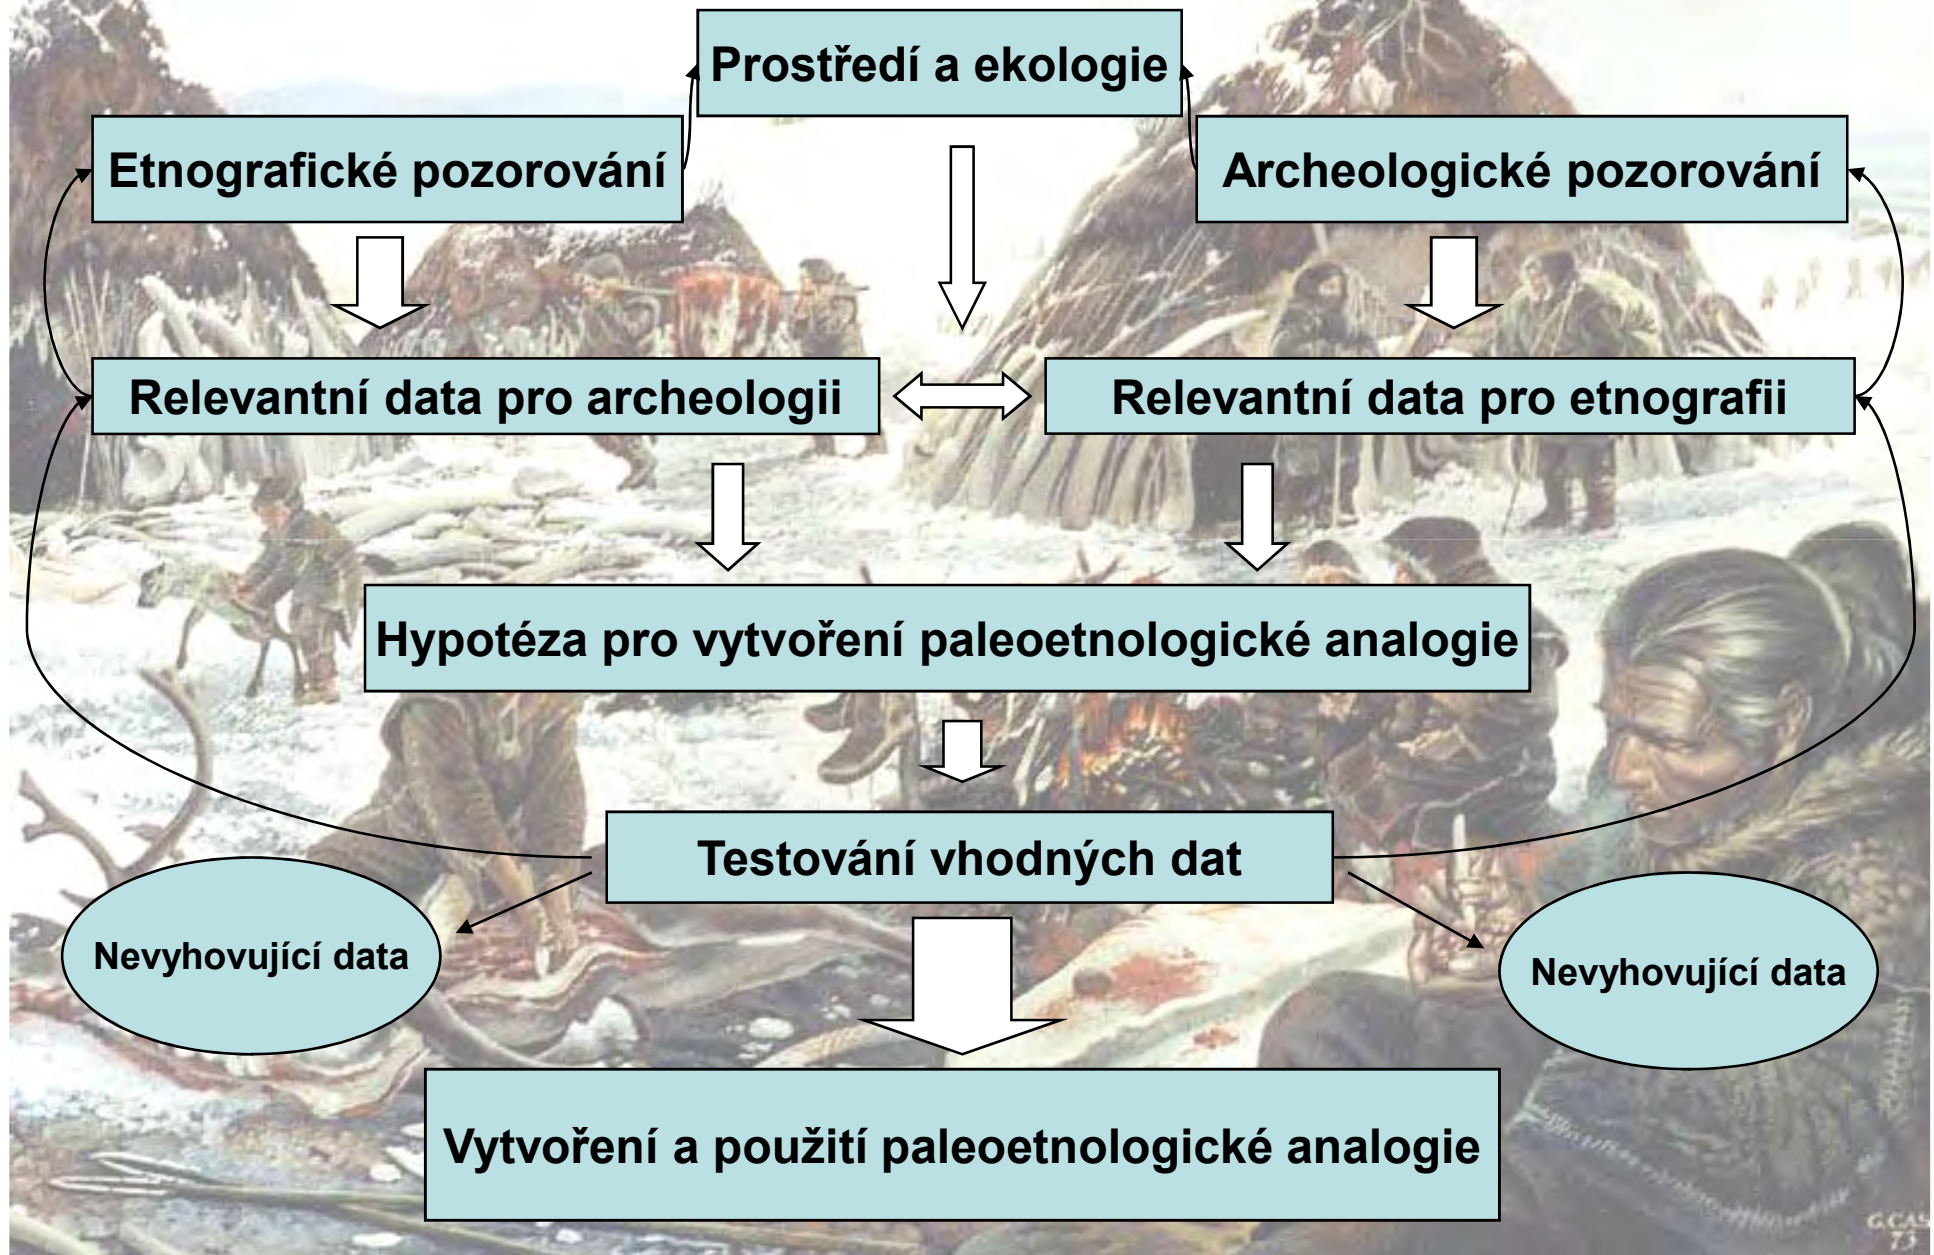 Prostředí a ekologie
Etnografické pozorování
Archeologické pozorování
Relevantní data pro archeologii
Relevantní data pro etnografii
Hypotéza pro vytvoření paleoetnologické analogie
Testování vhodných dat
Nevyhovující data
Nevyhovující data
Vytvoření a použití paleoetnologické analogie